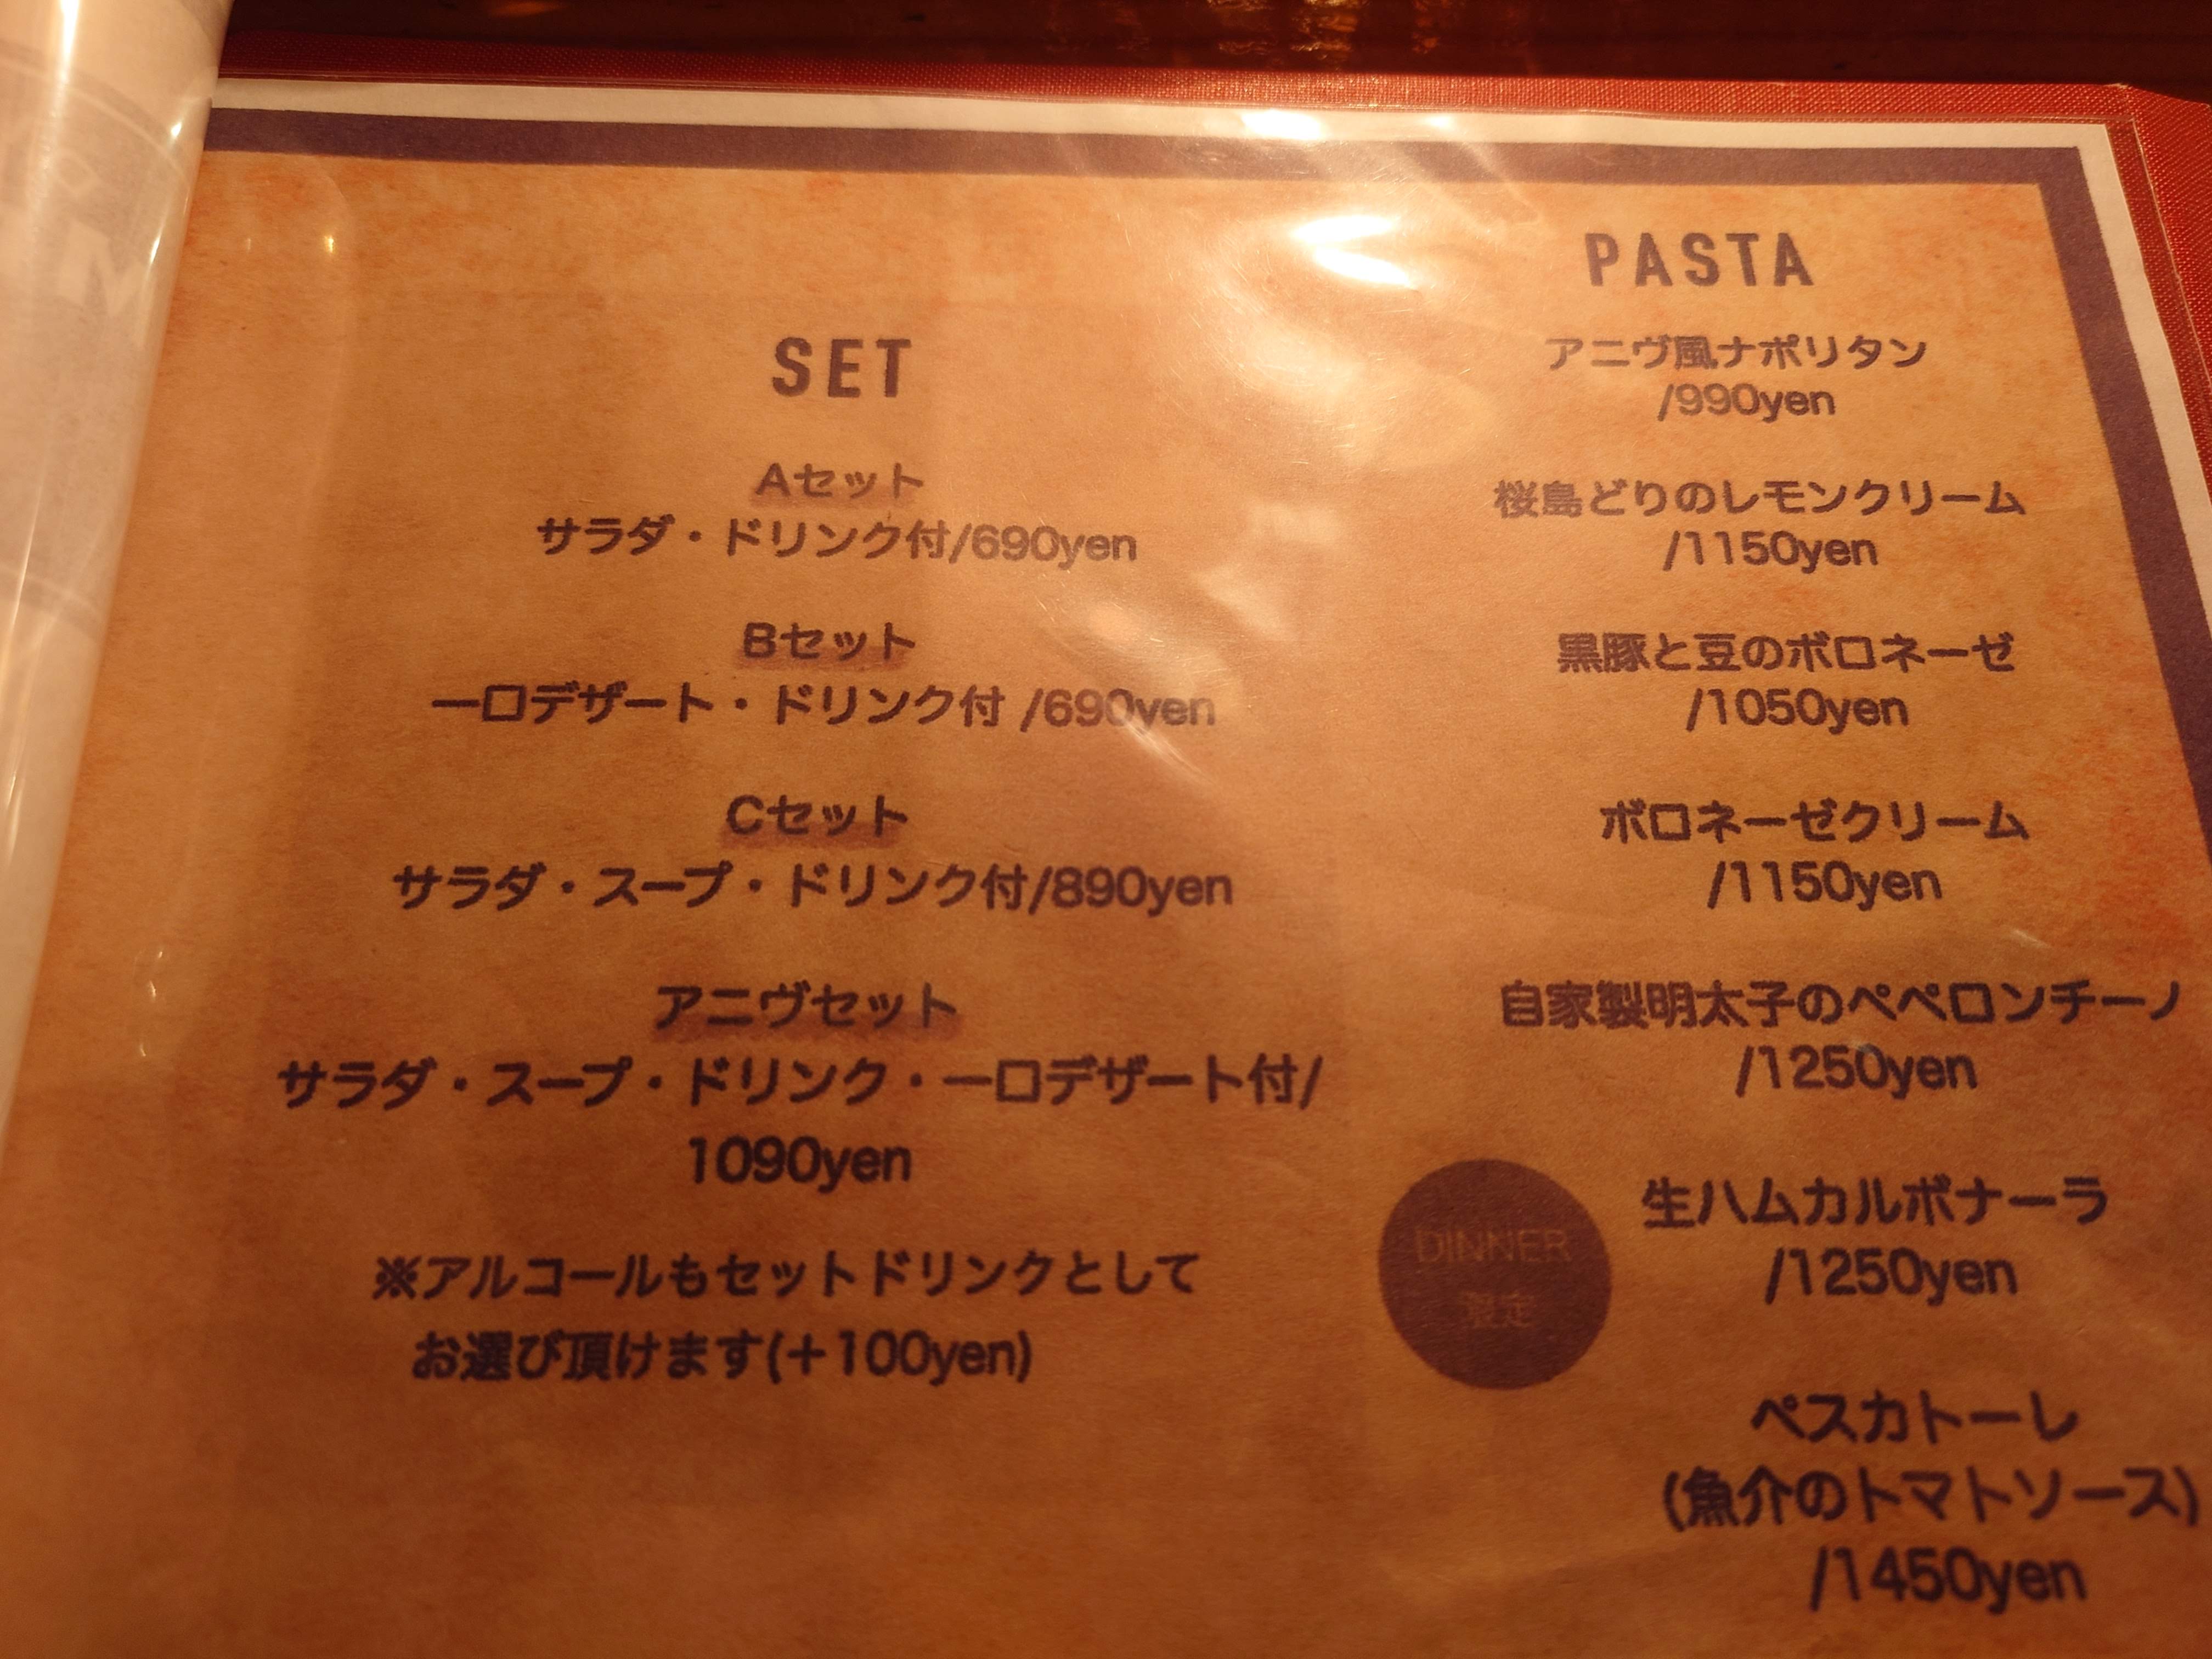 SET
Aセット
サラダ・ドリンク付/690yen
Bセット
一口デザート・ドリンク付 /690yen
Cセット
サラダ・スープ・ドリンク付/890yen
アニヴセット
サラダ・スープ・ドリンク・一口デザート付/
1090yen
※アルコールもセットドリンクとして
お選び頂けます(+100yen)
PASTA
アニヴ風ナポリタン
/990yen
桜島どりのレモンクリーム
/1150yen
黒豚と豆のボロネーゼ
/1050yen
ボロネーゼクリーム
/1150yen
自家製明太子のペペロンチーノ
/1250yen
DINNER
限定
生ハムカルボナーラ
/1250yen
ペスカトーレ
(魚介のトマトソース)
/1450yen